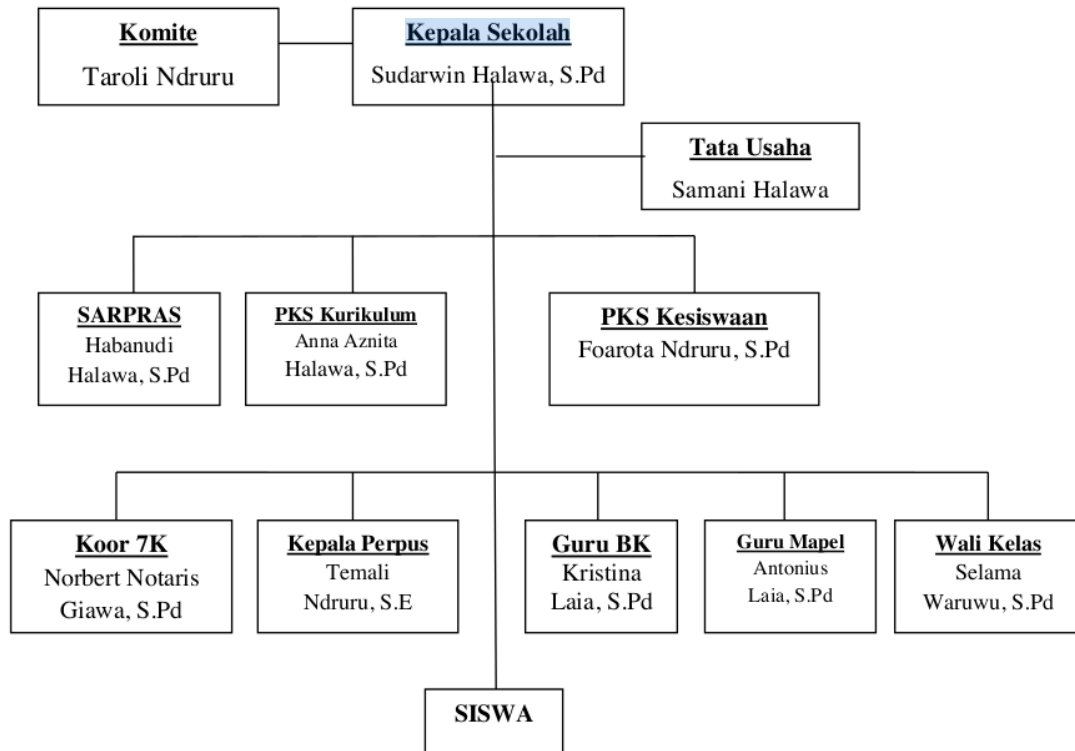 Komite
Taroli Ndruru
Kepala Sekolah
Sudarwin Halawa, S.Pd
Tata Usaha
Samani Halawa
SARPRAS
Habanudi
Halawa, S.Pd
PKS Kurikulum
Anna Aznita
Halawa, S.Pd
PKS Kesiswaan
Foarota Ndruru, S.Pd
Koor 7K
Norbert Notaris
Giawa, S.Pd
Kepala Perpus
Temali
Ndruru, S.E
Guru BK
Kristina
Laia, S.Pd
Guru Mapel
Antonius
Laia, S.Pd
Wali Kelas
Selama
Waruwu, S.Pd
SISWA